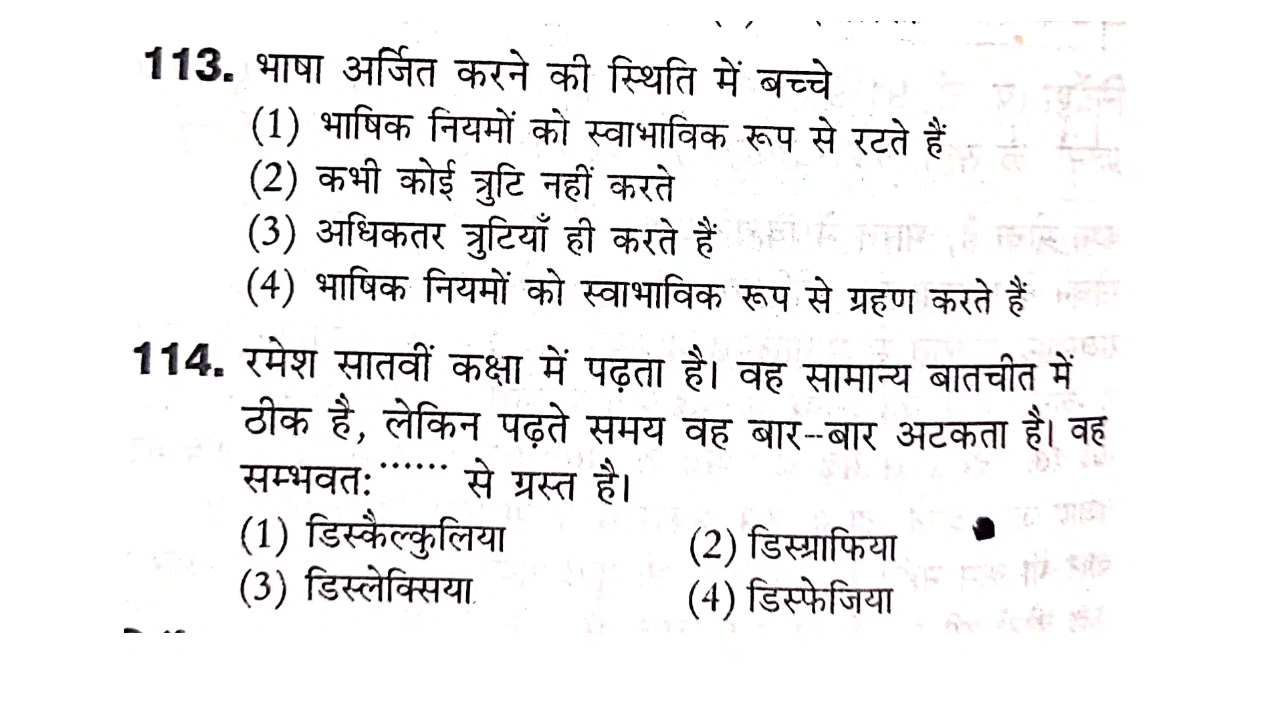 113. भाषा अर्जित करने की स्थिति में बच्चे
(1) भाषिक नियमों को स्वाभाविक रूप से रटते हैं
(2) कभी कोई त्रुटि नहीं करते
(3) अधिकतर त्रुटियाँ ही करते हैं
(4) भाषिक नियमों को स्वाभाविक रूप से ग्रहण करते हैं
114. रमेश सातवीं कक्षा में पढ़ता है। वह सामान्य बातचीत में
ठीक है, लेकिन पढ़ते समय वह बार-बार अटकता है। वह
सम्भवत: ······ से ग्रस्त है।
(1) डिस्कैल्कुलिया (2) डिस्ग्राफिया
(3) डिस्लेक्सिया (4) डिस्फेजिया